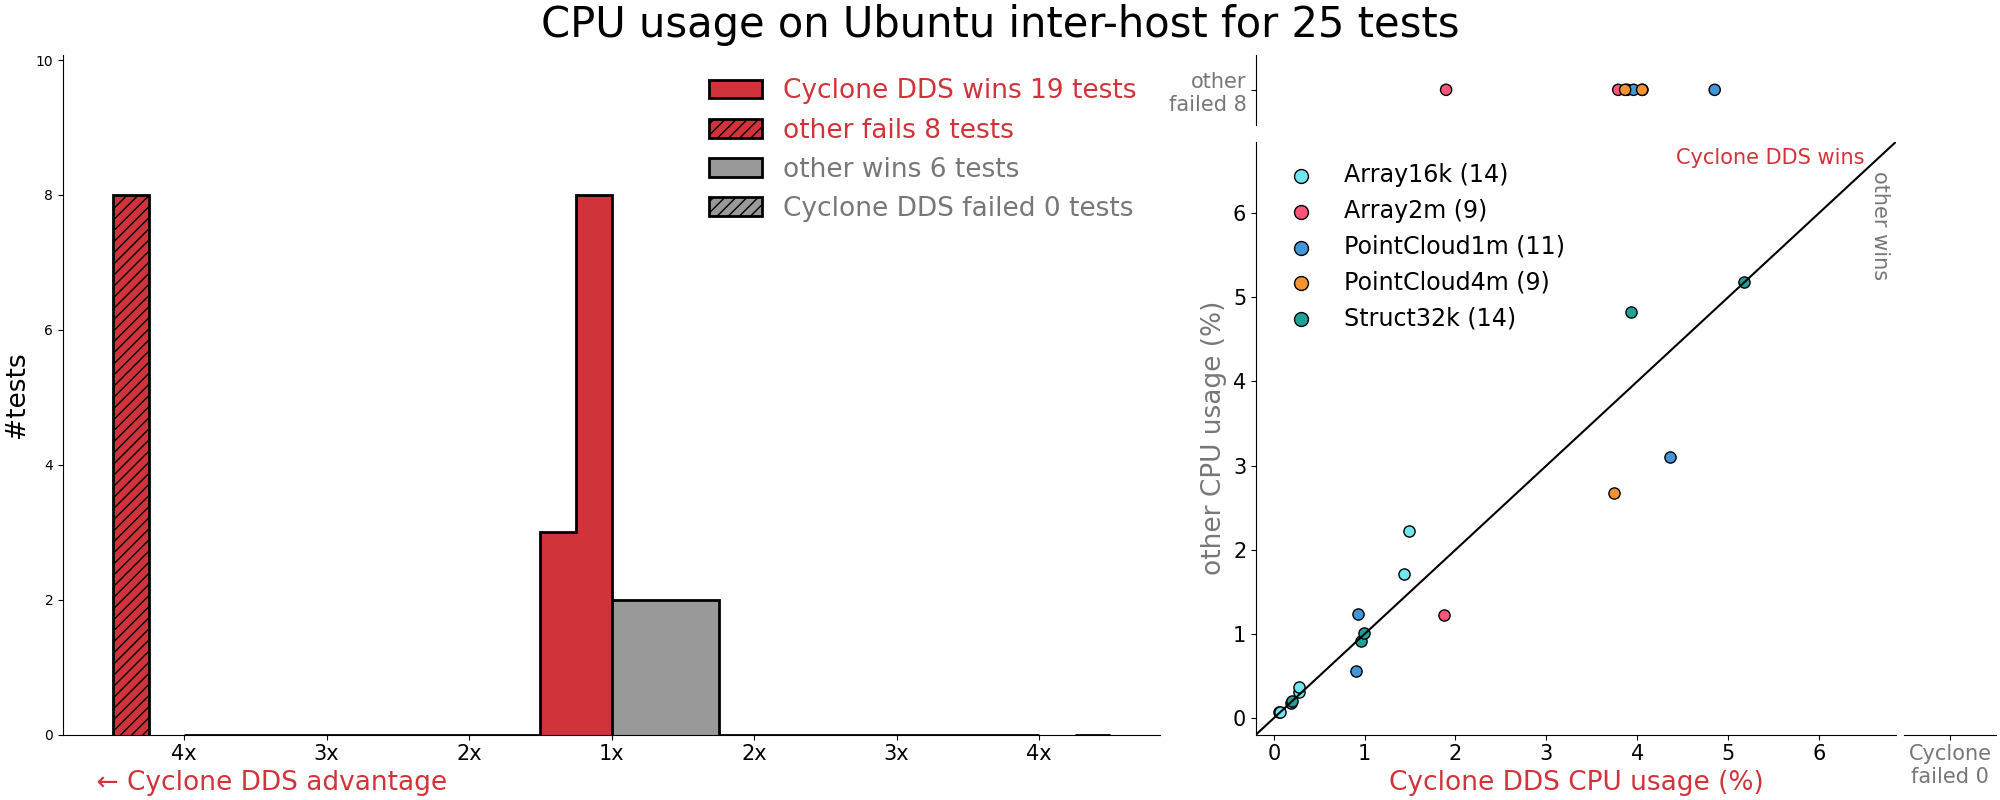 CPU usage on Ubuntu inter-host for 25 tests
10
8
6
4
2
0
#tests
4x
3x
2x
1x
2x
3x
4x
← Cyclone DDS advantage
Cyclone DDS wins 19 tests
other fails 8 tests
other wins 6 tests
Cyclone DDS failed 0 tests
other
failed 8
Cyclone DDS wins
other wins
Array16k (14)
Array2m (9)
PointCloud1m (11)
PointCloud4m (9)
Struct32k (14)
other CPU usage (%)
6
5
4
3
2
1
0
0
1
2
3
4
5
6
Cyclone DDS CPU usage (%)
Cyclone
failed 0